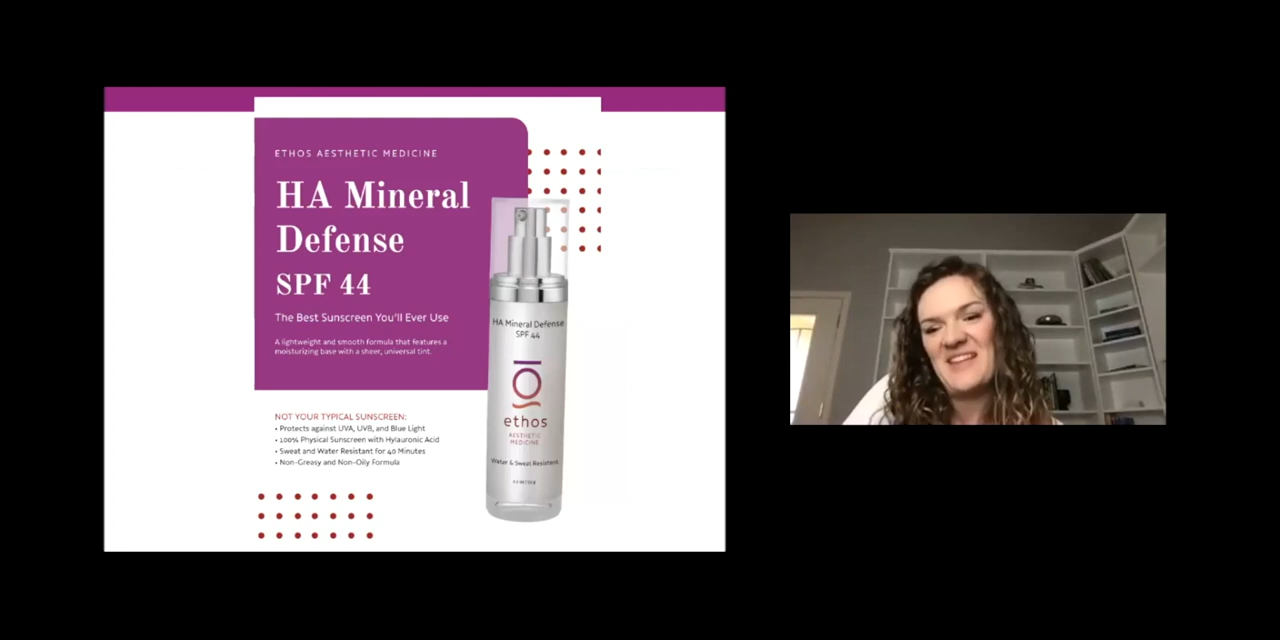 ETHOS AESTHETIC MEDICINE
HA Mineral
Defense
SPF 44
The Best Sunscreen You'll Ever Use
A lightweight and smooth formula that features a
moisturizing base with a sheer, universal tint.
NOT YOUR TYPICAL SUNSCREEN:
• Protects against UVA, UVB, and Blue Light
• 100% Physical Sunscreen with Hylauronic Acid
• Sweat and Water Resistant for 40 Minutes
• Non-Greasy and Non-Oily Formula
HA Mineral Defense
SPF 44
ethos
AESTHETIC
MEDICINE
Water & Sweat Resistant